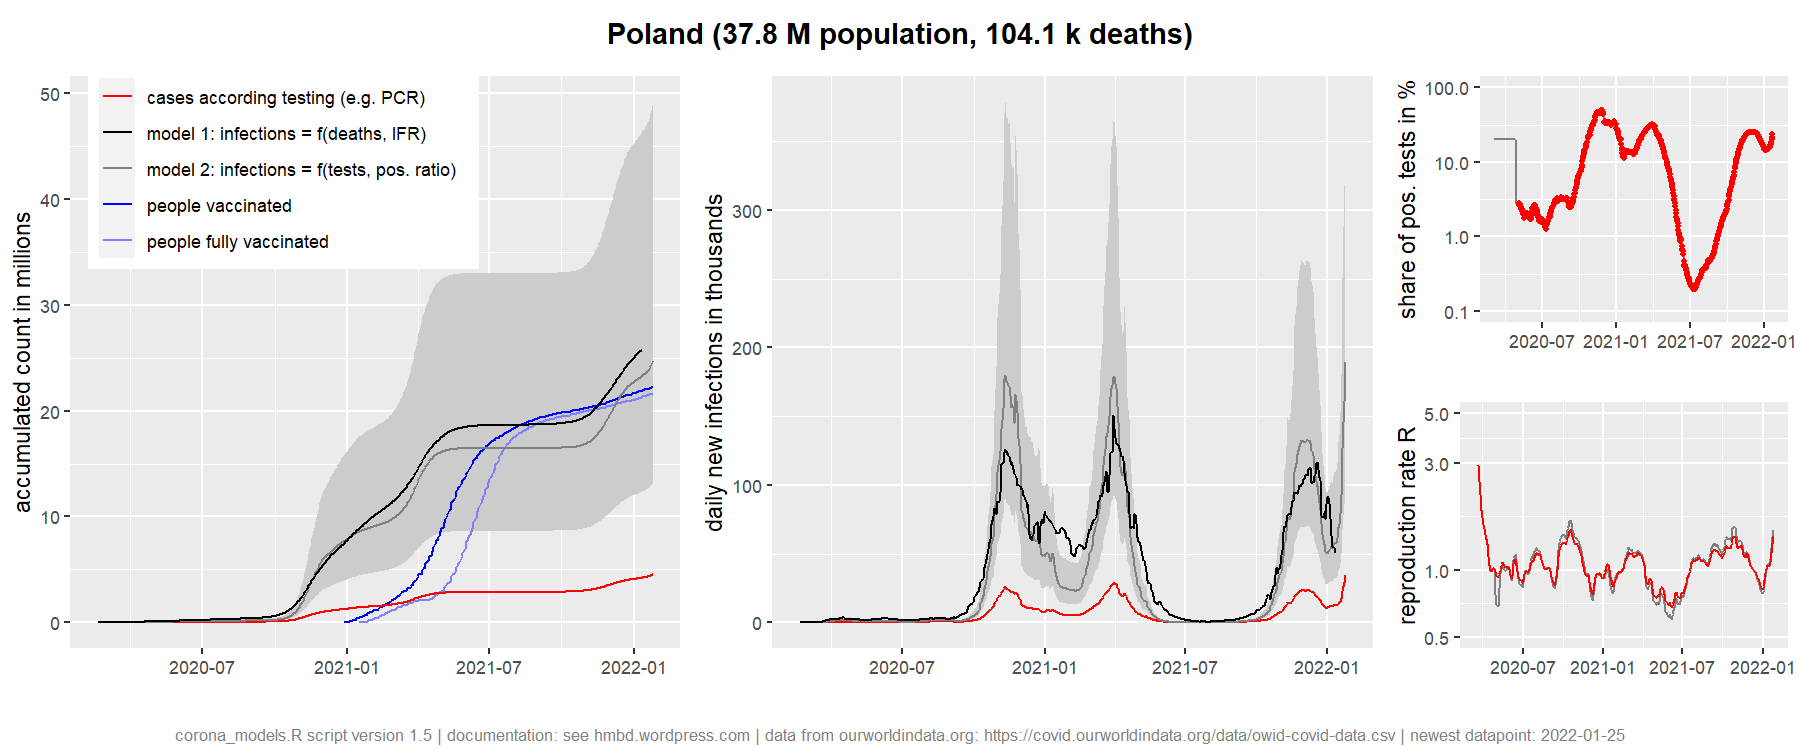 Poland (37.8 M population, 104.1 k deaths)
accumulated count in millions
50
40
30
20
10
0
cases according testing (e.g. PCR)
model 1: infections = f(deaths, IFR)
model 2: infections = f(tests, pos. ratio)
people vaccinated
people fully vaccinated
2020-07 2021-01 2021-07 2022-01
daily new infections in thousands
300
200
100
0
2020-07 2021-01 2021-07 2022-01
share of pos. tests in %
100.0
10.0
1.0
0.1
2020-07 2021-01 2021-07 2022-01
reproduction rate R
5.0
3.0
1.0
0.5
2020-07 2021-01 2021-07 2022-01
corona_models.R script version 1.5 | documentation: see hmbd.wordpress.com | data from ourworldindata.org: https://covid.ourworldindata.org/data/owid-covid-data.csv | newest datapoint: 2022-01-25